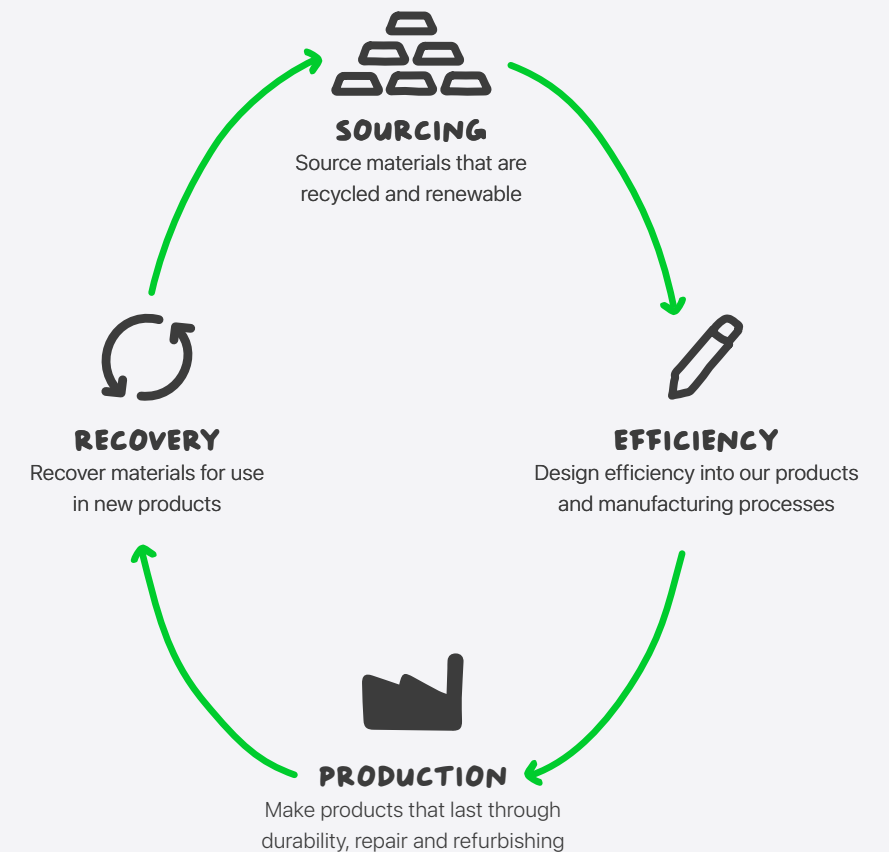 SOURCING
Source materials that are
recycled and renewable
EFFICIENCY
Design efficiency into our products
and manufacturing processes
PRODUCTION
Make products that last through
durability, repair and refurbishing
RECOVERY
Recover materials for use
in new products